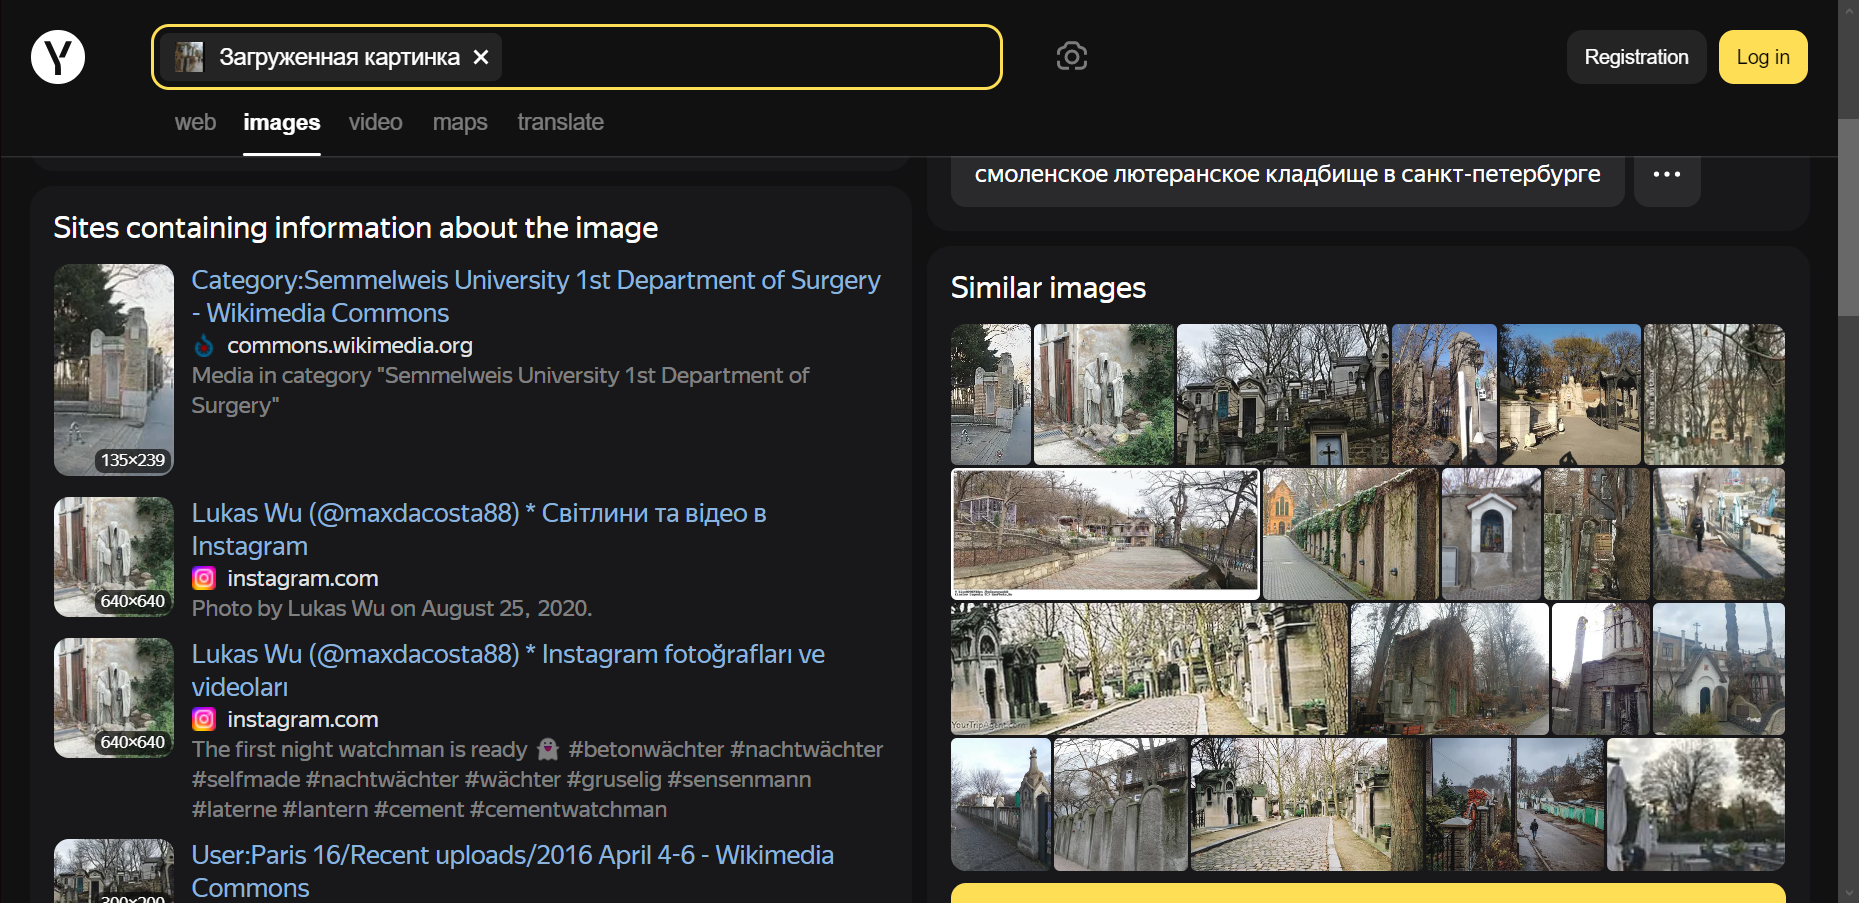 Y
Загруженная картинка ×
Registration
Log in
web images video maps translate
смоленское лютеранское кладбище в санкт-петербурге
...
Sites containing information about the image
Category:Semmelweis University 1st Department of Surgery
- Wikimedia Commons
commons.wikimedia.org
Media in category "Semmelweis University 1st Department of
Surgery"
135×239
Lukas Wu (@maxdacosta88) * Світлини та відео в
Instagram
instagram.com
Photo by Lukas Wu on August 25, 2020.
640×640
Lukas Wu (@maxdacosta88) * Instagram fotoğrafları ve
videoları
instagram.com
The first night watchman is ready 👻 #betonwächter #nachtwächter
#selfmade #nachtwächter #wächter #gruselig #sensenmann
#laterne #lantern #cement #cementwatchman
640×640
User:Paris 16/Recent uploads/2016 April 4-6 - Wikimedia
Commons
300×200
Similar images
YourTripAgent.com